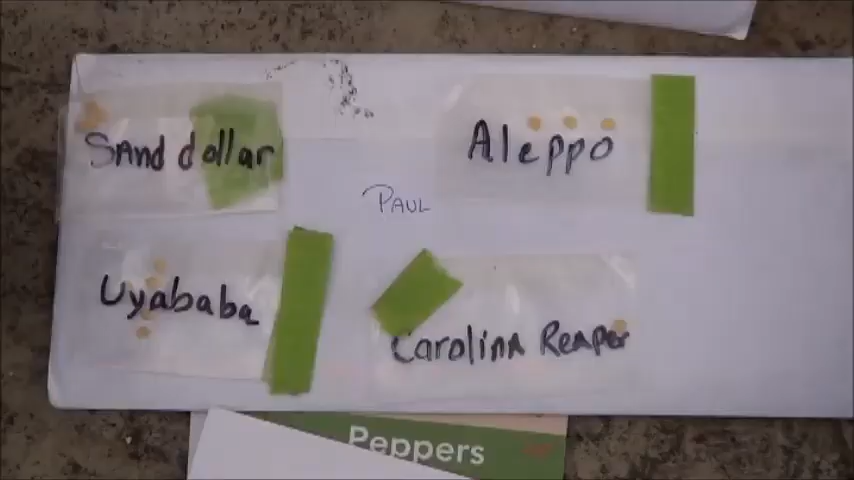 Sand dollar
Aleppo
PAUL
Uyababa
Carolina Reaper
Peppers